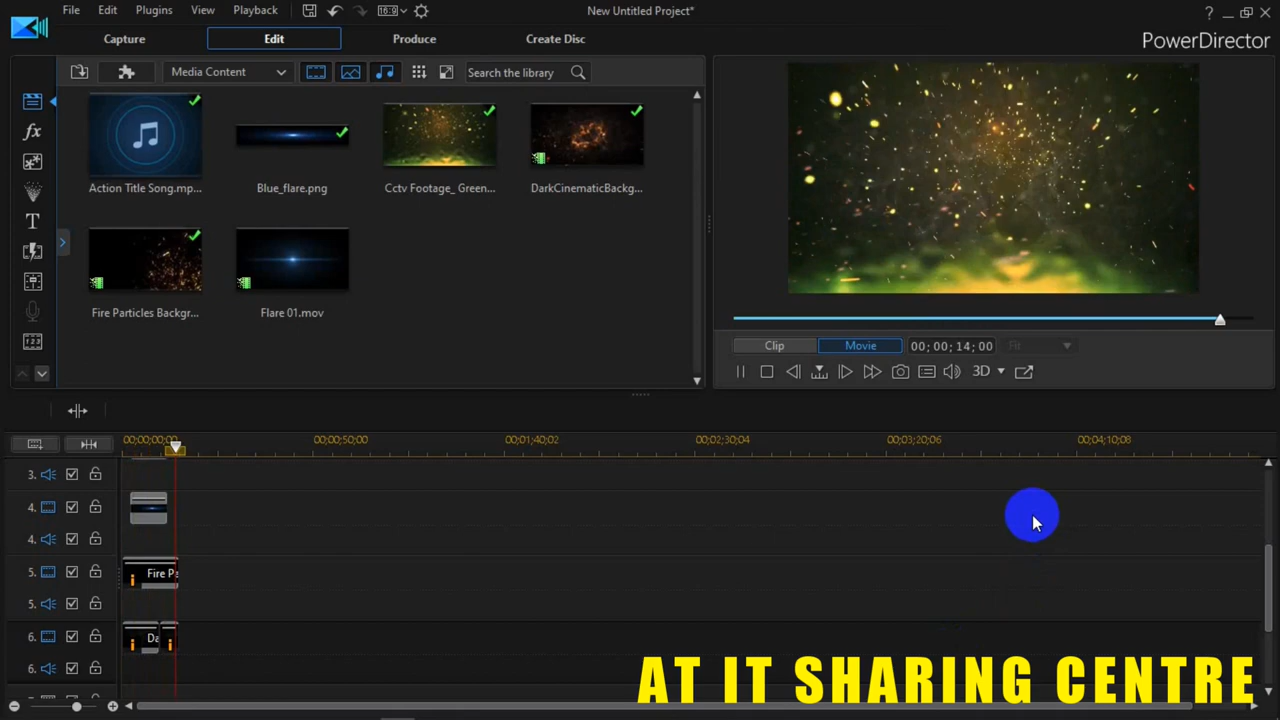 File Edit Plugins View Playback 16:9 New Untitled Project* ?
Capture Edit Produce Create Disc PowerDirector
Media Content Search the library
Action Title Song.mp... Blue_flare.png Cctv Footage_ Green... DarkCinematicBackg...
Fire Particles Backgr... Flare 01.mov
fx
T
Clip Movie 00; 00; 14; 00 Fit
3D
00;00;00;00 00;00;50;00 00;01;40;02 00;02;30;04 00;03;20;06 00;04;10;08
3.
4.
4.
5. Fire Pa
5.
6. Da
6.
AT IT SHARING CENTRE